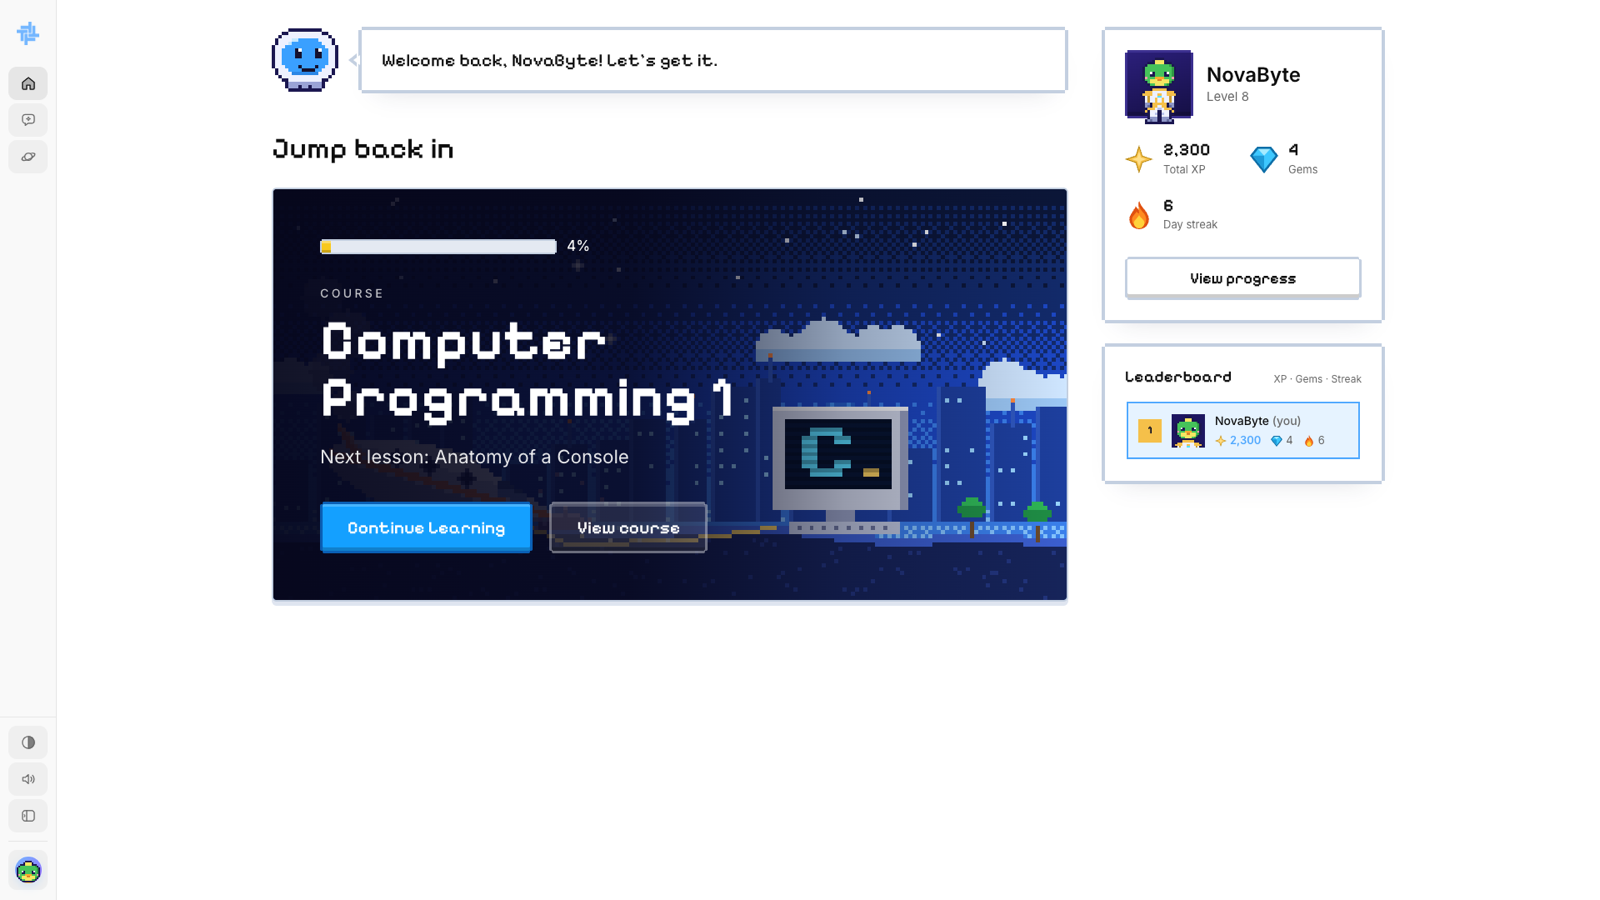 Welcome back, NovaByte! Let's get it.
Jump back in
4%
COURSE
Computer
Programming 1
Next lesson: Anatomy of a Console
Continue Learning
View course
C_
NovaByte
Level 8
2,300
Total XP
4
Gems
6
Day streak
View progress
Leaderboard
XP · Gems · Streak
1
NovaByte (you)
2,300 4 6